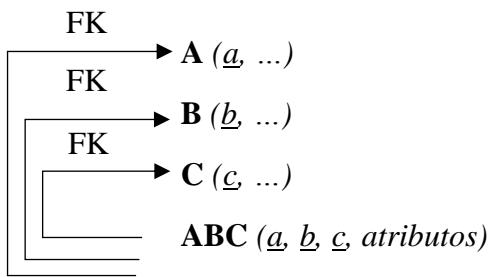 FK
A (a, ...)
FK
B (b, ...)
FK
C (c, ...)
ABC (a, b, c, atributos)